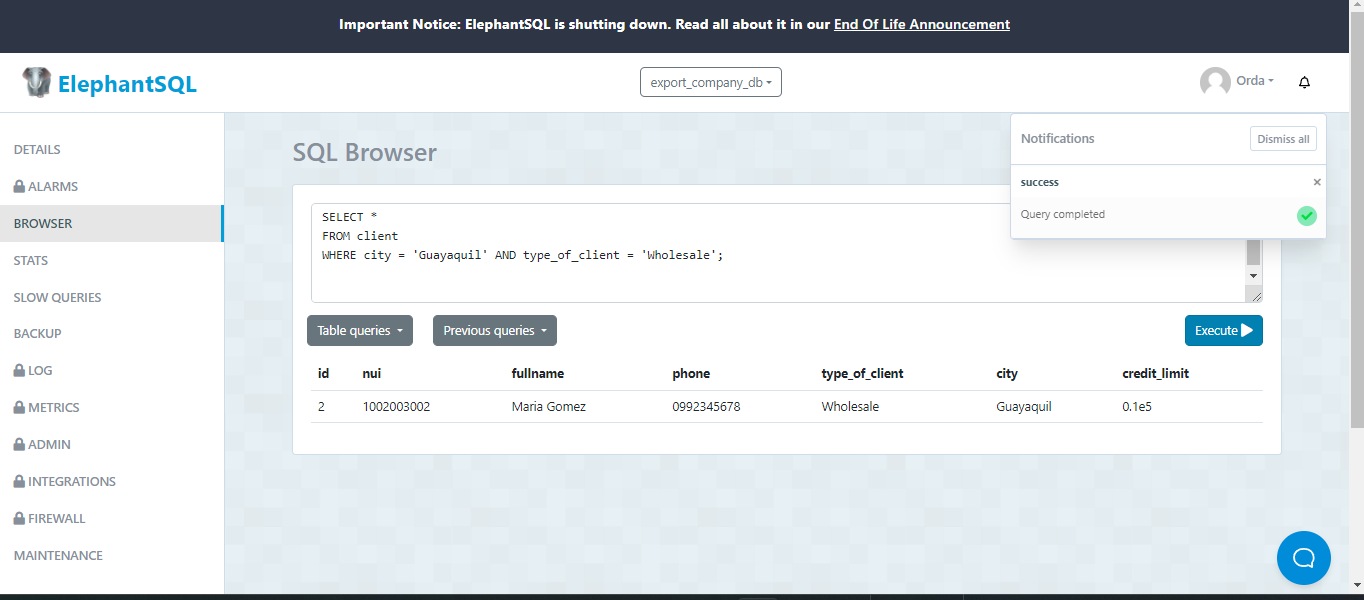 Important Notice: ElephantSQL is shutting down. Read all about it in our End Of Life Announcement
ElephantSQL
export_company_db
Orda
DETAILS
ALARMS
BROWSER
STATS
SLOW QUERIES
BACKUP
LOG
METRICS
ADMIN
INTEGRATIONS
FIREWALL
MAINTENANCE
SQL Browser
Notifications
Dismiss all
success
×
Query completed
SELECT *
FROM client
WHERE city = 'Guayaquil' AND type_of_client = 'Wholesale';
Table queries
Previous queries
Execute
id nui fullname phone type_of_client city credit_limit
2 1002003002 Maria Gomez 0992345678 Wholesale Guayaquil 0.1e5